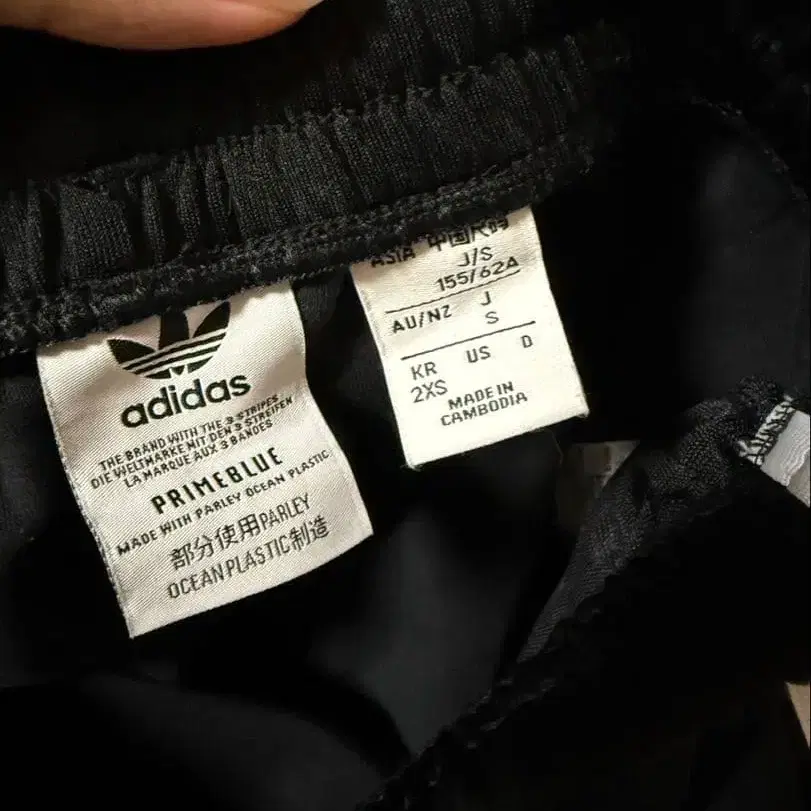 adidas
THE BRAND WITH THE 3 STRIPES
DIE WELTMARKE MIT DEN 3 STREIFEN
LA MARQUE AUX 3 BANDES
PRIMEBLUE
MADE WITH PARLEY OCEAN PLASTIC
部分使用PARLEY
OCEAN PLASTIC制造
ASIA 中国尺码
J/S
155/62A
AU/NZ J
S
KR US D
2XS
MADE IN
CAMBODIA